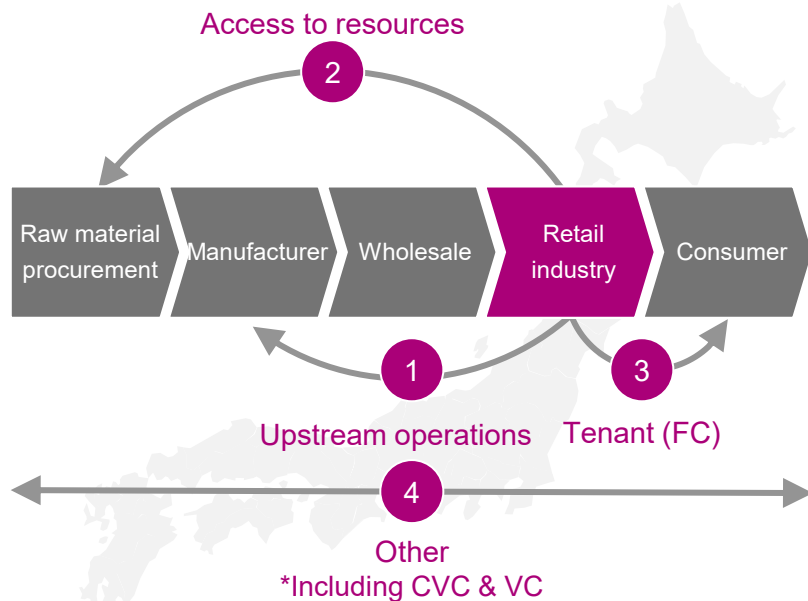 Access to resources
2
Raw material
procurement
Manufacturer
Wholesale
Retail
industry
Consumer
1
3
Upstream operations
Tenant (FC)
4
Other
*Including CVC & VC